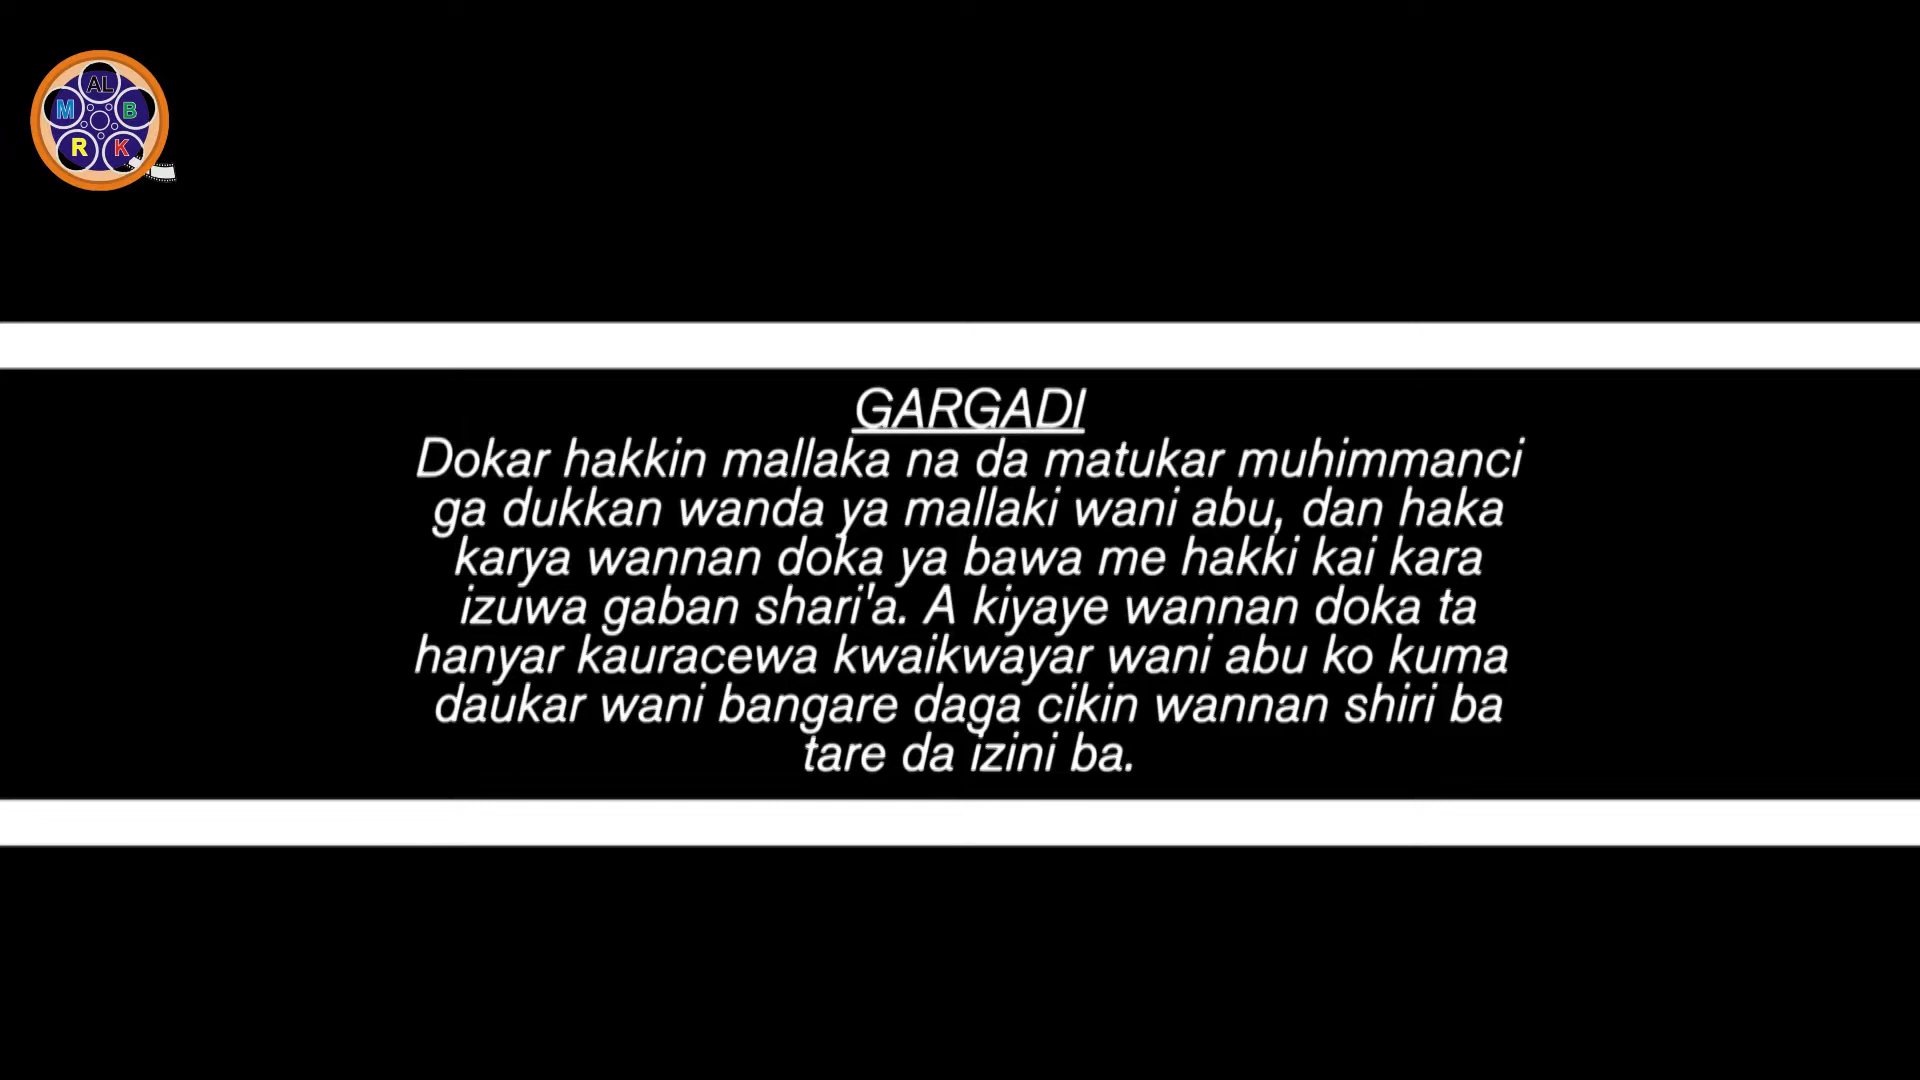 AL
M B
R K
GARGADI
Dokar hakkin mallaka na da matukar muhimmanci
ga dukkan wanda ya mallaki wani abu, dan haka
karya wannan doka ya bawa me hakki kai kara
izuwa gaban shari'a. A kiyaye wannan doka ta
hanyar kauracewa kwaikwayar wani abu ko kuma
daukar wani bangare daga cikin wannan shiri ba
tare da izini ba.